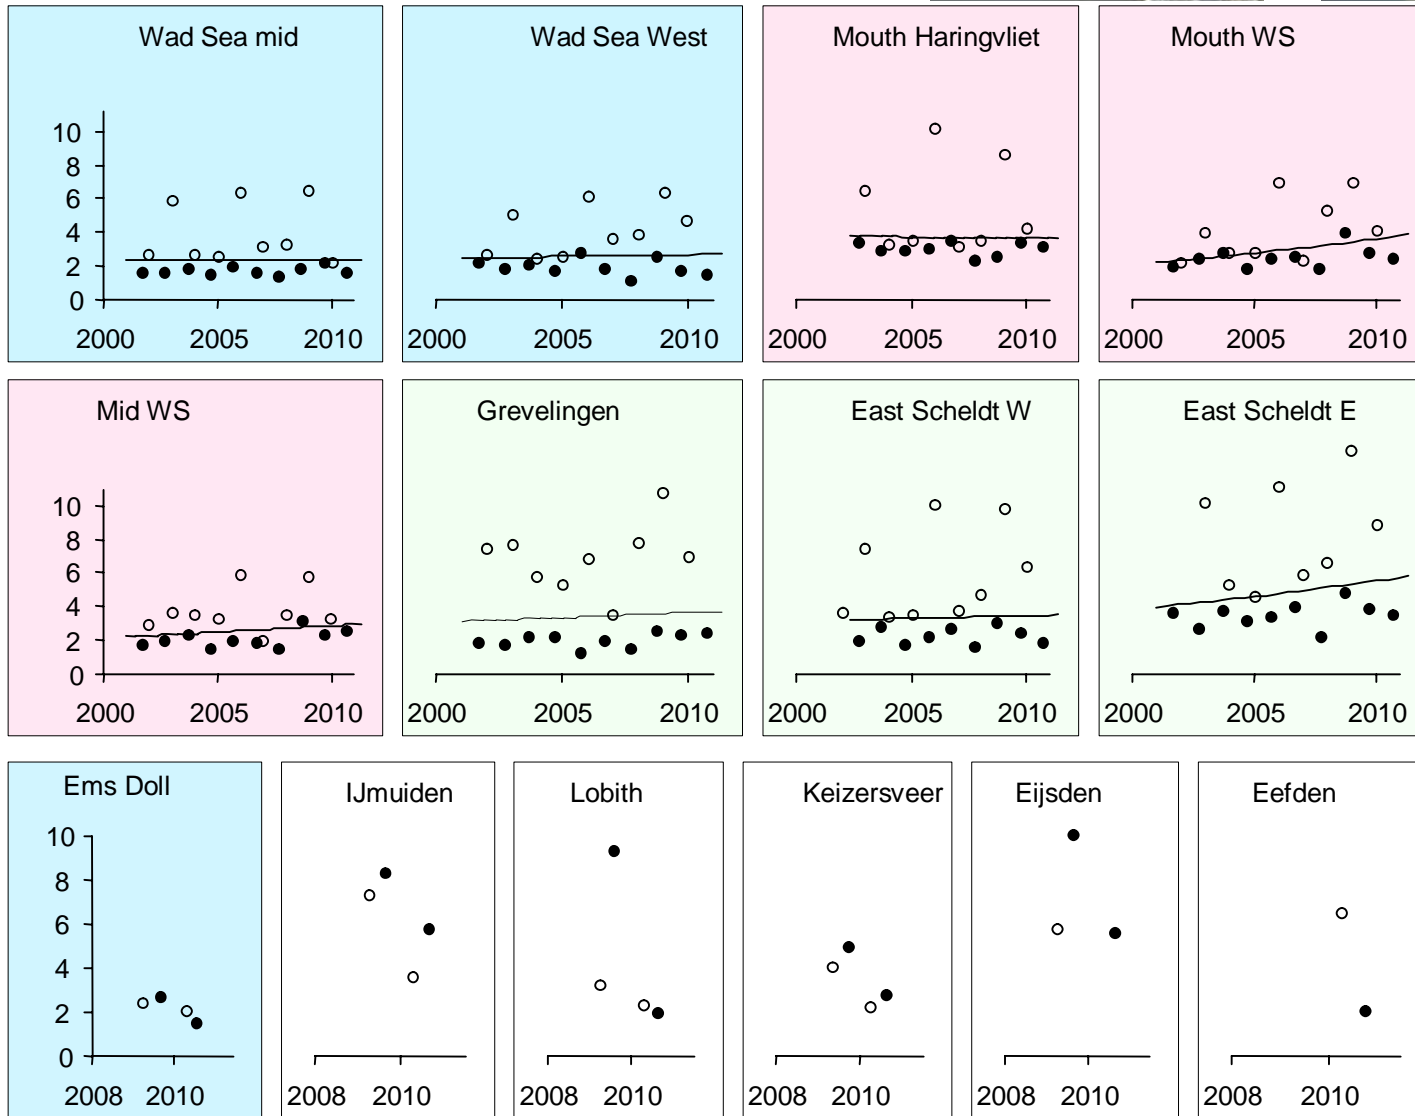 Wad Sea mid
10
8
6
4
2
0
2000 2005 2010
Wad Sea West
2000 2005 2010
Mouth Haringvliet
2000 2005 2010
Mouth WS
2000 2005 2010
Mid WS
10
8
6
4
2
0
2000 2005 2010
Grevelingen
2000 2005 2010
East Scheldt W
2000 2005 2010
East Scheldt E
2000 2005 2010
Ems Doll
10
8
6
4
2
0
2008 2010
IJmuiden
2008 2010
Lobith
2008 2010
Keizersveer
2008 2010
Eijsden
2008 2010
Eefden
2008 2010